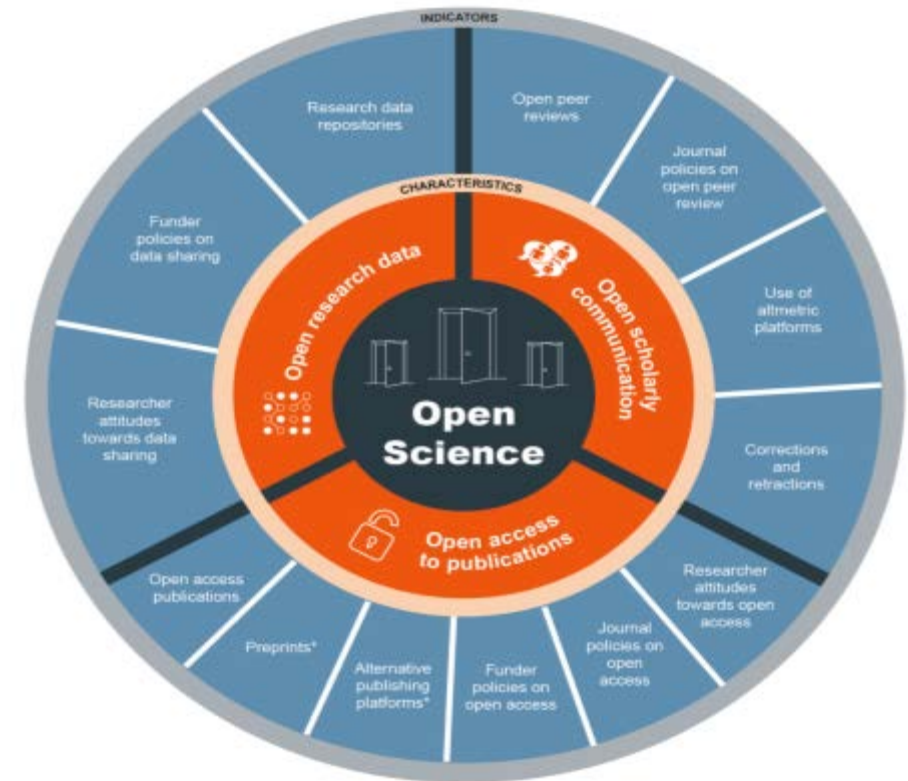 INDICATORS
Research data
repositories
Open peer
reviews
Journal
policies on
open peer
review
Funder
policies on
data sharing
CHARACTERISTICS
Open research data
Open scholarly
communication
Use of
altmetric
platforms
Open
Science
Researcher
attitudes
towards data
sharing
Corrections
and
retractions
Open access
to publications
Open access
publications
Preprints*
Alternative
publishing
platforms*
Funder
policies on
open access
Journal
policies on
open
access
Researcher
attitudes
towards open
access